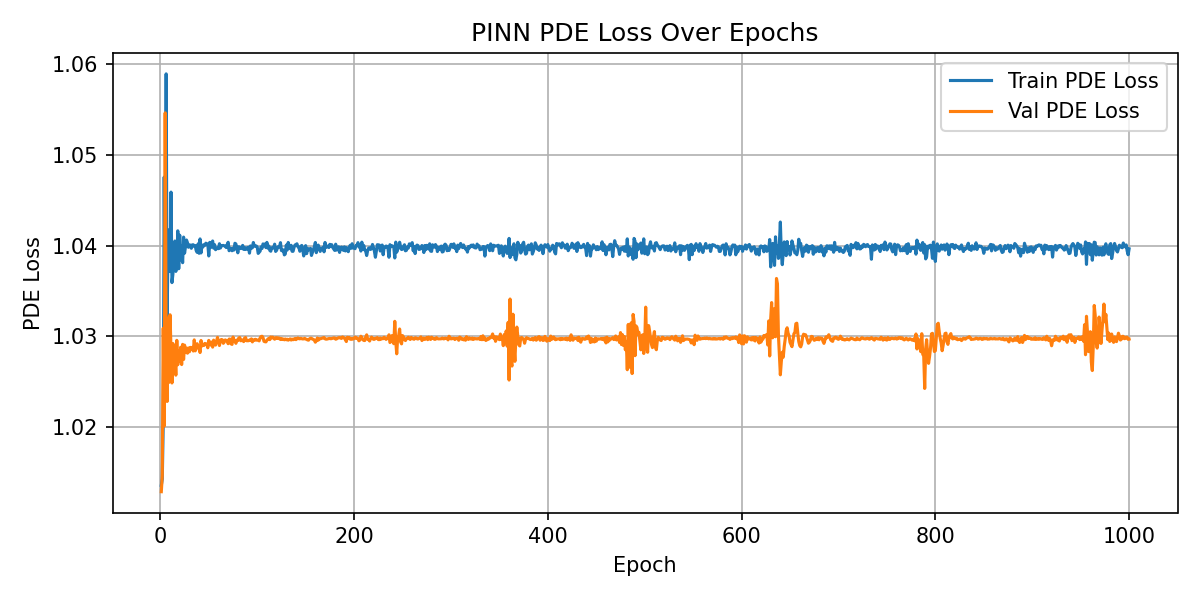 PINN PDE Loss Over Epochs
Train PDE Loss
Val PDE Loss
PDE Loss
1.06
1.05
1.04
1.03
1.02
0 200 400 600 800 1000
Epoch